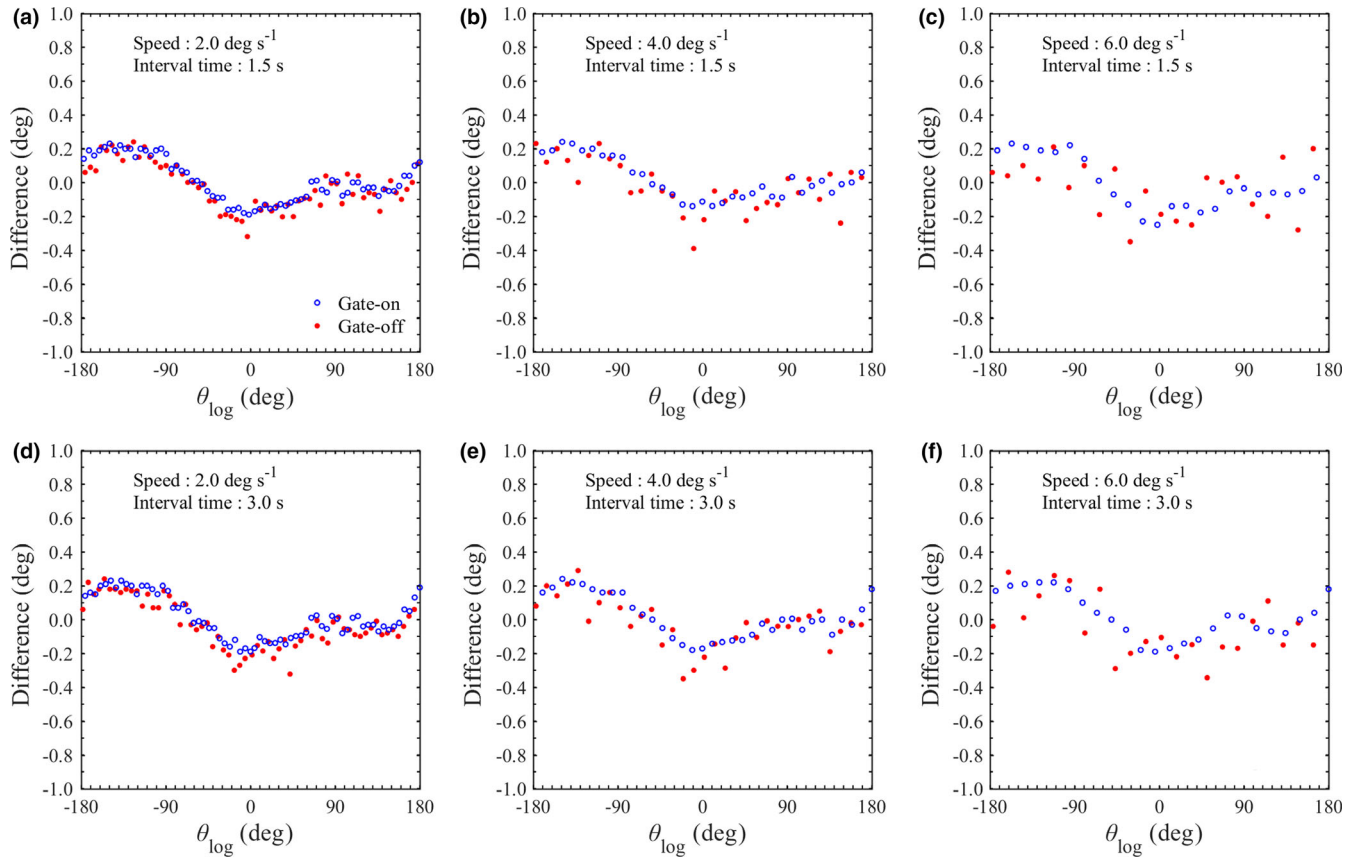 (a)
1.0
0.8
0.6
0.4
0.2
0.0
-0.2
-0.4
-0.6
-0.8
-1.0
Difference (deg)
Speed : 2.0 deg s-1
Interval time : 1.5 s
Gate-on
Gate-off
-180 -90 0 90 180
θlog (deg)
(b)
1.0
0.8
0.6
0.4
0.2
0.0
-0.2
-0.4
-0.6
-0.8
-1.0
Difference (deg)
Speed : 4.0 deg s-1
Interval time : 1.5 s
-180 -90 0 90 180
θlog (deg)
(c)
1.0
0.8
0.6
0.4
0.2
0.0
-0.2
-0.4
-0.6
-0.8
-1.0
Difference (deg)
Speed : 6.0 deg s-1
Interval time : 1.5 s
-180 -90 0 90 180
θlog (deg)
(d)
1.0
0.8
0.6
0.4
0.2
0.0
-0.2
-0.4
-0.6
-0.8
-1.0
Difference (deg)
Speed : 2.0 deg s-1
Interval time : 3.0 s
-180 -90 0 90 180
θlog (deg)
(e)
1.0
0.8
0.6
0.4
0.2
0.0
-0.2
-0.4
-0.6
-0.8
-1.0
Difference (deg)
Speed : 4.0 deg s-1
Interval time : 3.0 s
-180 -90 0 90 180
θlog (deg)
(f)
1.0
0.8
0.6
0.4
0.2
0.0
-0.2
-0.4
-0.6
-0.8
-1.0
Difference (deg)
Speed : 6.0 deg s-1
Interval time : 3.0 s
-180 -90 0 90 180
θlog (deg)